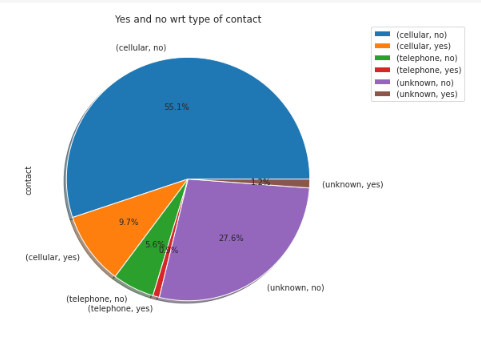 Yes and no wrt type of contact
(cellular, no)
(cellular, yes)
(telephone, no)
(telephone, yes)
(unknown, no)
(unknown, yes)
(cellular, no)
55.1%
contact
1.2%
(unknown, yes)
9.7%
5.6%
27.6%
(cellular, yes)
(unknown, no)
(telephone, no)
(telephone, yes)